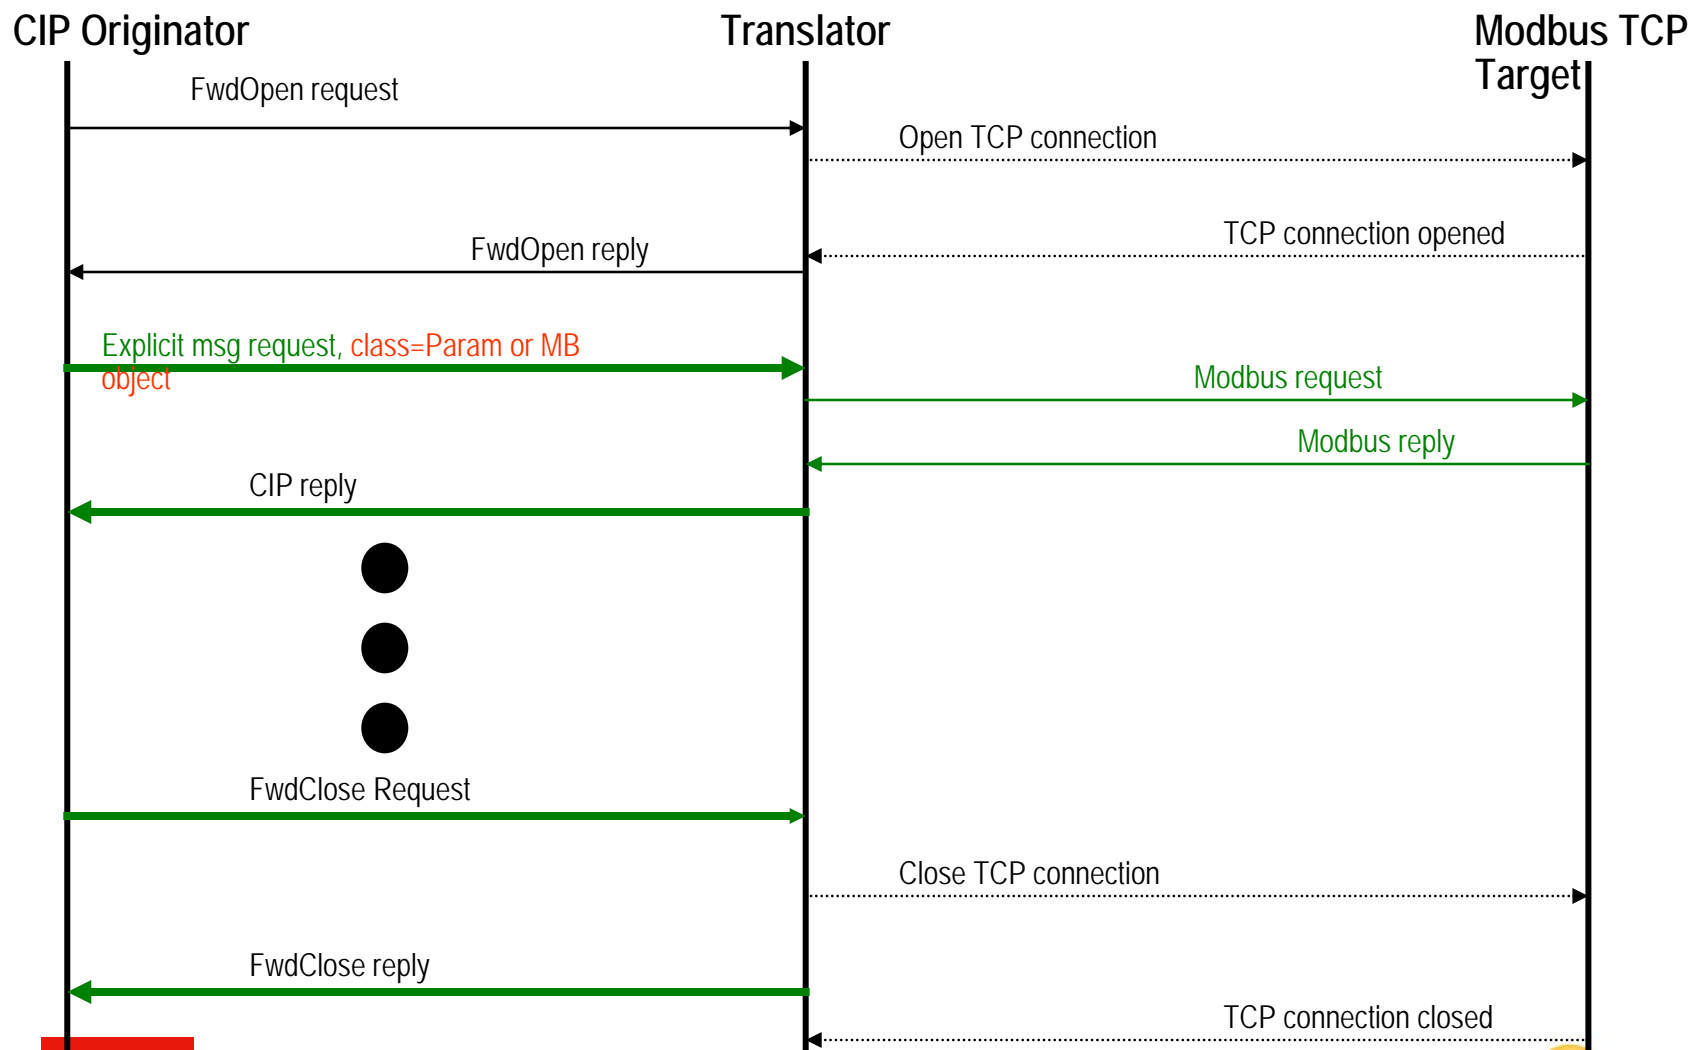 CIP Originator
Translator
Modbus TCP
Target
FwdOpen request
Open TCP connection
TCP connection opened
FwdOpen reply
Explicit msg request, class=Param or MB
object
Modbus request
Modbus reply
CIP reply
FwdClose Request
Close TCP connection
FwdClose reply
TCP connection closed